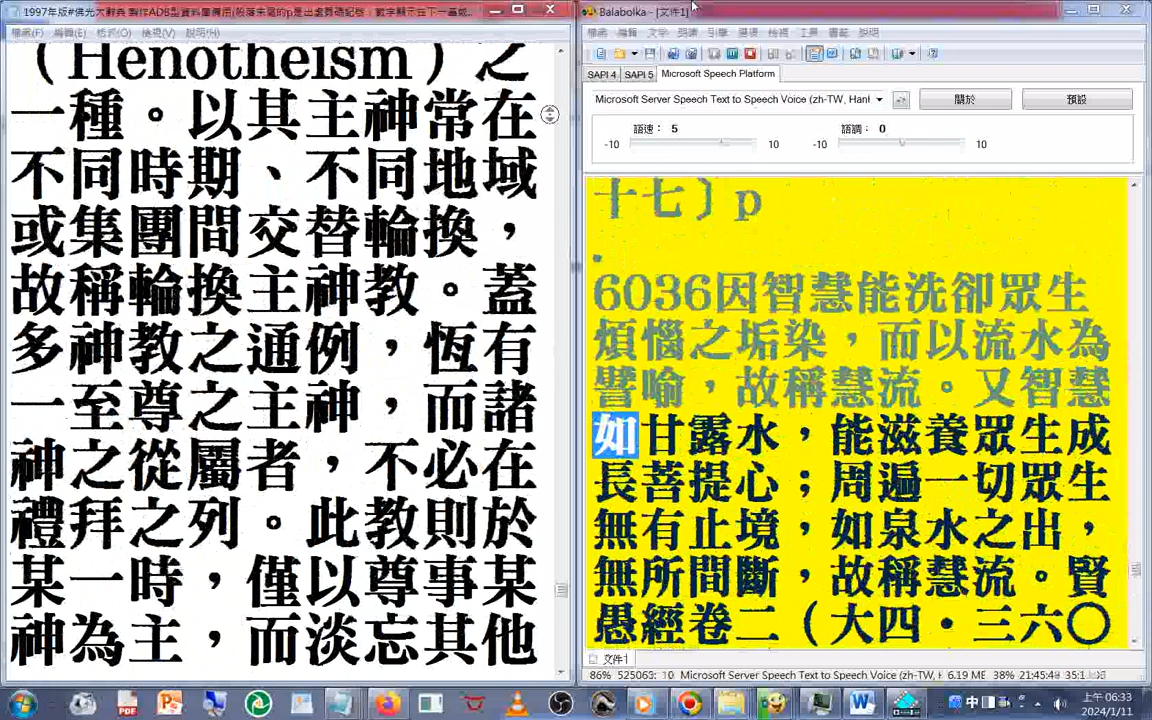 1997年版#佛光大辭典
Balabolka - [文件1]
檔案(F) 編輯(E) 格式(O) 檢視(V) 說明(H)
（Henotheism）之
一種。以其主神常在
不同時期、不同地域
或集團間交替輪換，
故稱輪換主神教。蓋
多神教之通例，恆有
一至尊之主神，而諸
神之從屬者，不必在
禮拜之列。此教則於
某一時，僅以尊事某
神為主，而淡忘其他
SAPI 4 SAPI 5 Microsoft Speech Platform
Microsoft Server Speech Text to Speech Voice (zh-TW, Hanl
關於 預設
語速： 5 語調： 0
-10 10 -10 10
十七〕p
6036因智慧能洗卻眾生
煩惱之垢染，而以流水為
譬喻，故稱慧流。又智慧
如甘露水，能滋養眾生成
長菩提心；周遍一切眾生
無有止境，如泉水之出，
無所間斷，故稱慧流。賢
愚經卷二（大四‧三六〇
文件1
86% 525063: 10 Microsoft Server Speech Text to Speech Voice (zh-TW, H 6.19 ME 38% 21:45:48
中
上午 06:33
2024/1/11